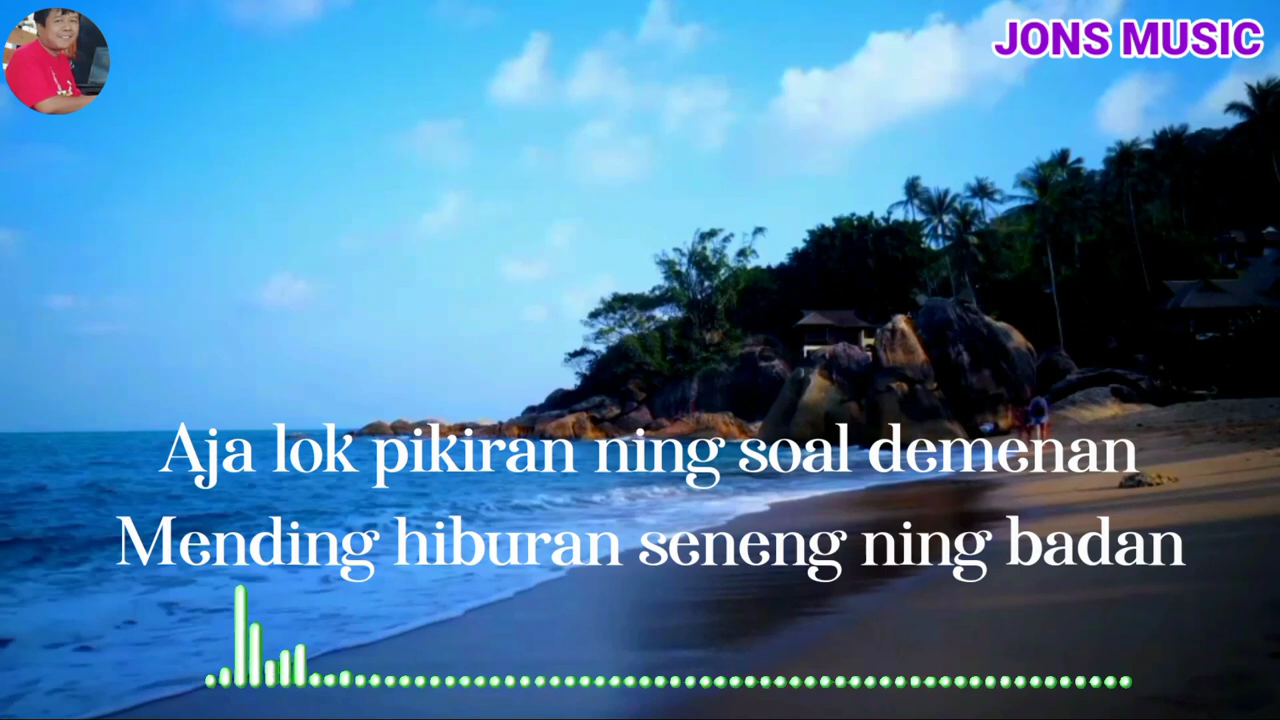 JONS MUSIC
Aja lok pikiran ning soal demenan
Mending hiburan seneng ning badan